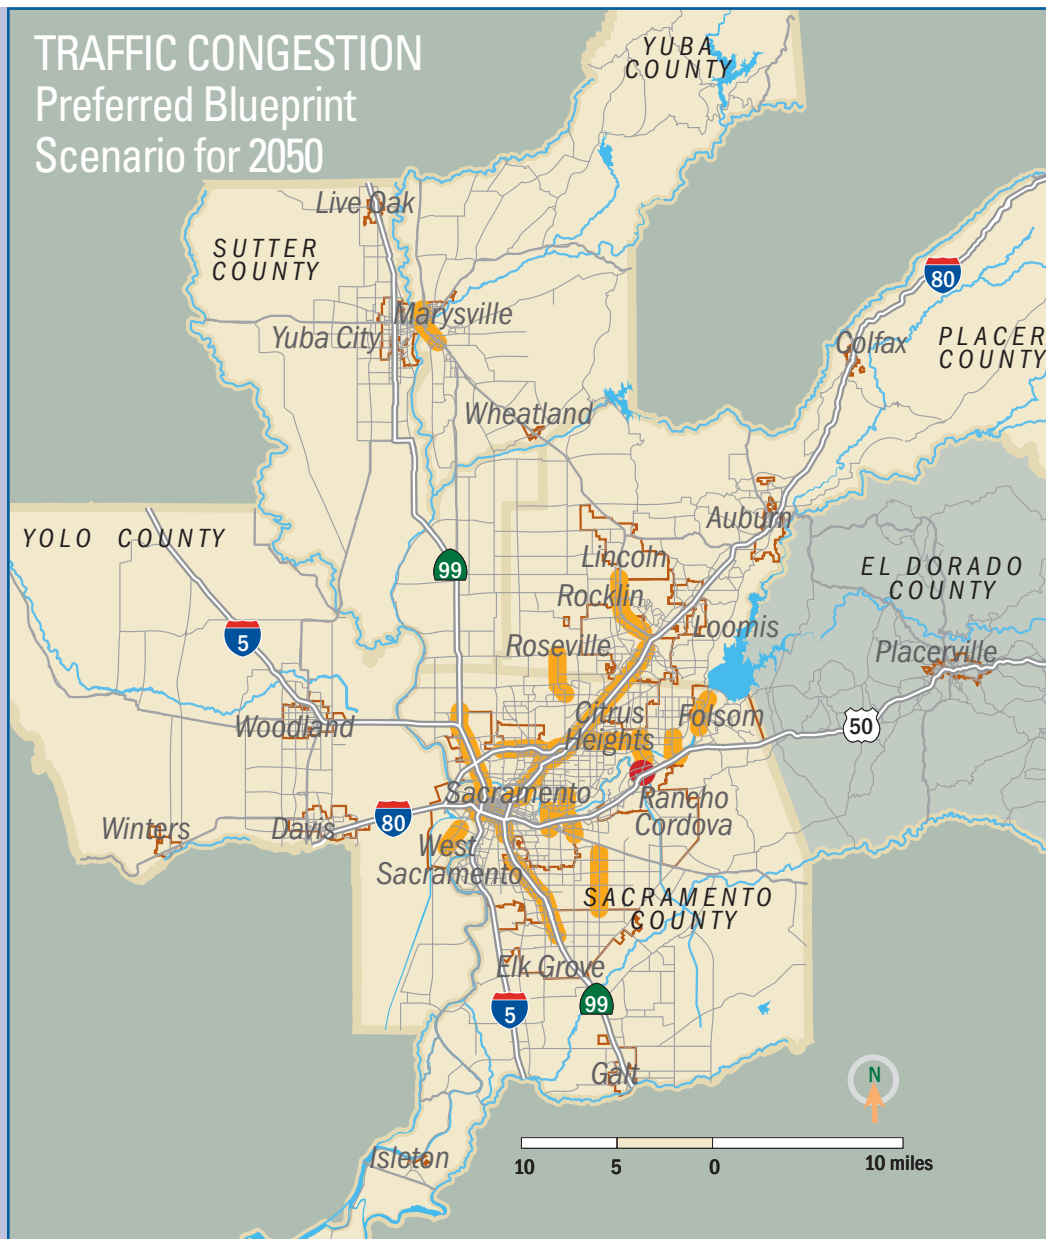 TRAFFIC CONGESTION
Preferred Blueprint
Scenario for 2050
YUBA
COUNTY
Live Oak
SUTTER
COUNTY
80
Marysville
Yuba City
Colfax
PLACER
COUNTY
Wheatland
Auburn
YOLO COUNTY
Lincoln
99
EL DORADO
COUNTY
Rocklin
5
Roseville
Loomis
Placerville
Woodland
Citrus
Heights
Folsom
50
Sacramento
Rancho
Cordova
80
Winters
Davis
West
Sacramento
SACRAMENTO
COUNTY
Elk Grove
5
99
Galt
N
Isleton
10
5
0
10 miles